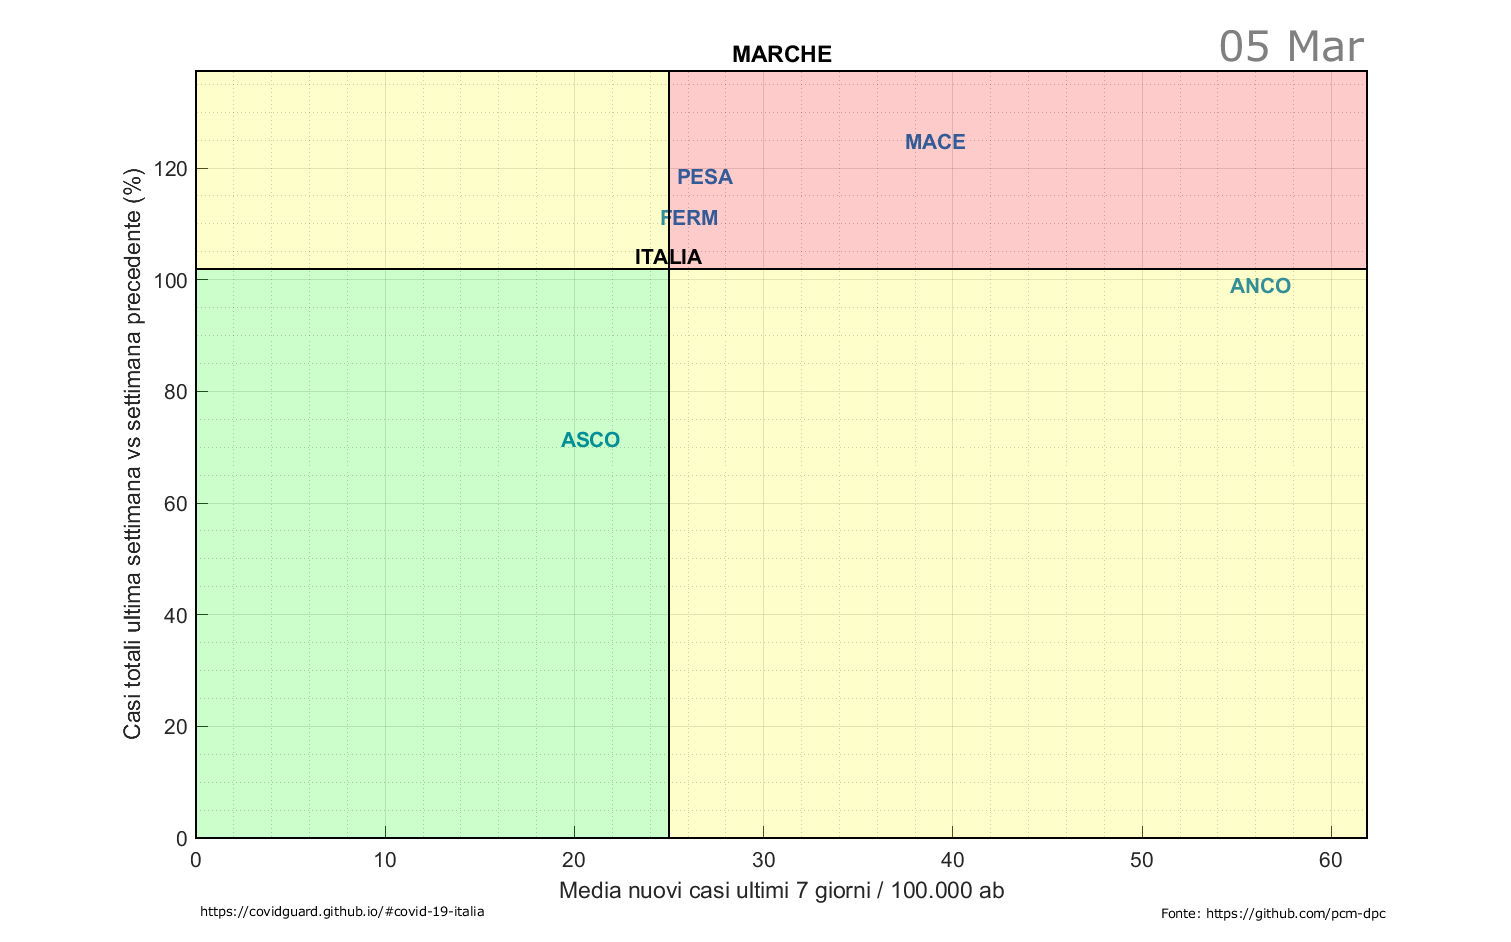 05 Mar
MARCHE
MACE
PESA
FERM
ITALIA
ANCO
ASCO
Casi totali ultima settimana vs settimana precedente (%)
120
100
80
60
40
20
0
0 10 20 30 40 50 60
Media nuovi casi ultimi 7 giorni / 100.000 ab
https://covidguard.github.io/#covid-19-italia
Fonte: https://github.com/pcm-dpc